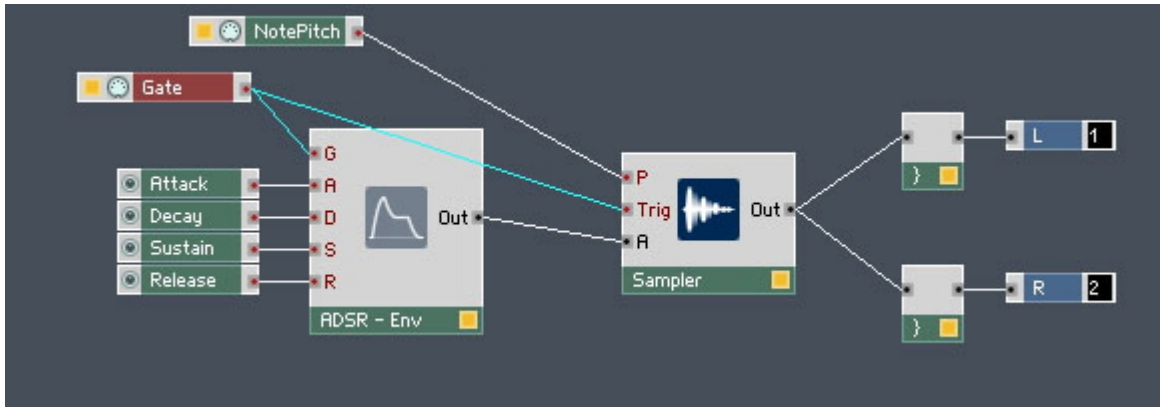 NotePitch
Gate
G
Attack
A
Decay
D
Out
Sustain
S
Release
R
ADSR - Env
P
Trig
Out
A
Sampler
}
L 1
}
R 2